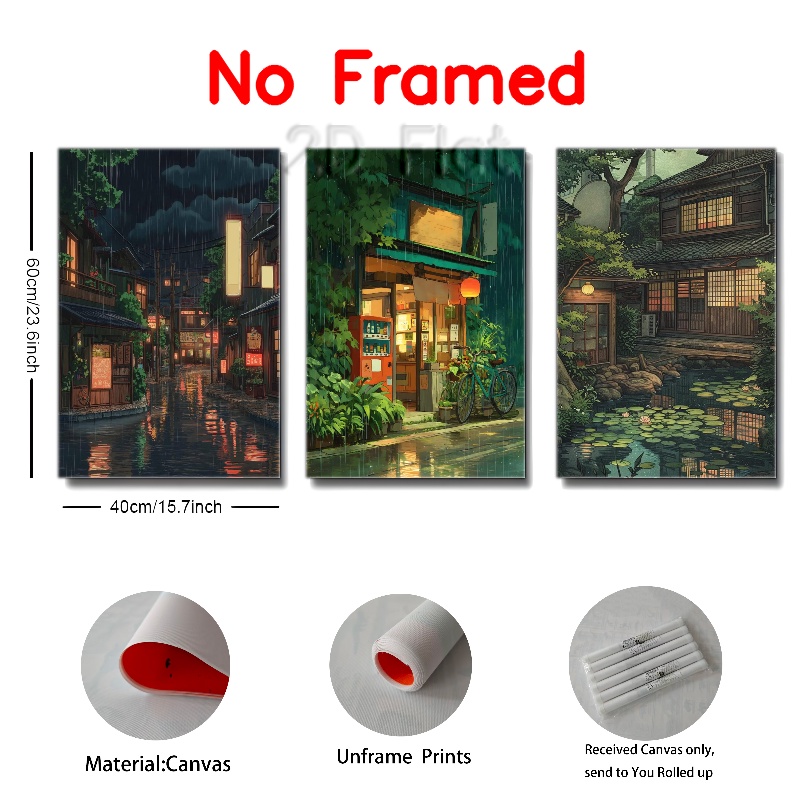 No Framed
2D Flat
60cm/23.6inch
40cm/15.7inch
Material:Canvas
Unframe Prints
Received Canvas only,
send to You Rolled up